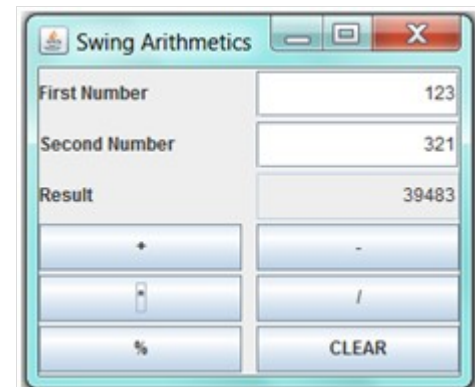 Swing Arithmetics
First Number 123
Second Number 321
Result 39483
+ -
* /
% CLEAR